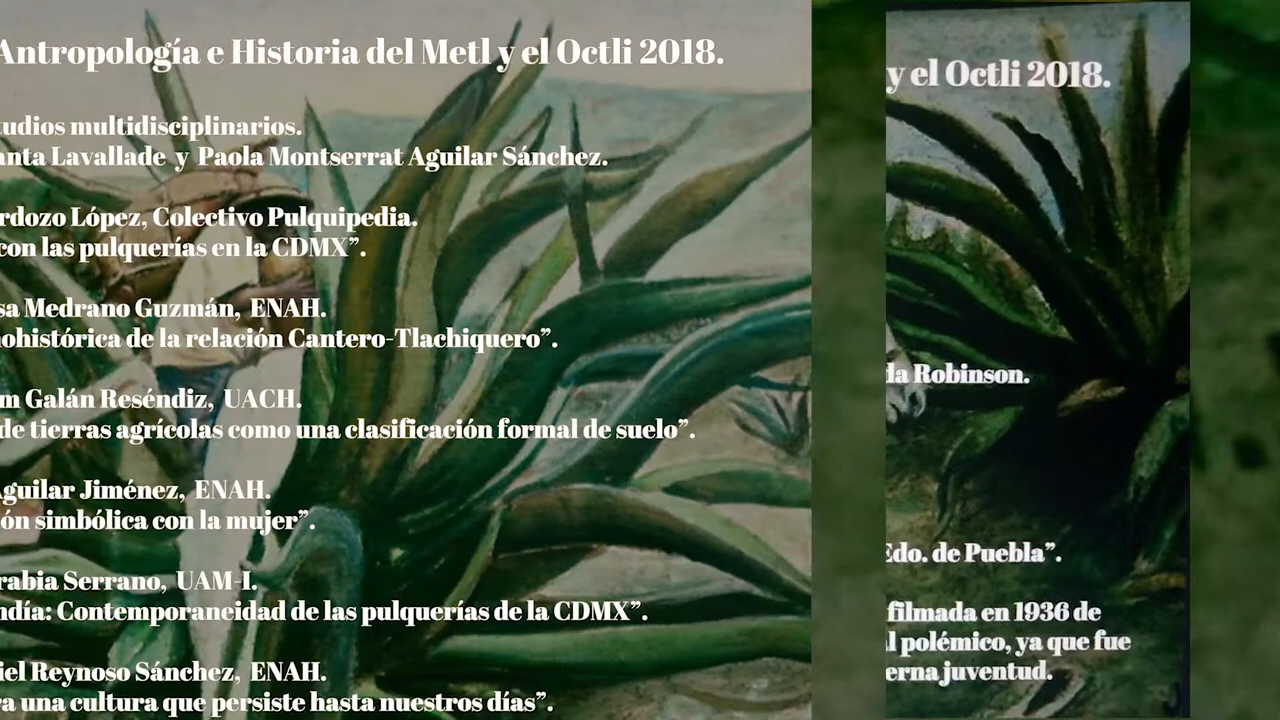 Antropología e Historia del Metl y el Octli 2018.
tudios multidisciplinarios.
anta Lavallade y Paola Montserrat Aguilar Sánchez.
rdozo López, Colectivo Pulquipedia.
con las pulquerías en la CDMX”.
sa Medrano Guzmán, ENAH.
nohistórica de la relación Cantero-Tlachiquero”.
m Galán Reséndiz, UACH.
de tierras agrícolas como una clasificación formal de suelo”.
Aguilar Jiménez, ENAH.
ón simbólica con la mujer”.
rabia Serrano, UAM-I.
ndía: Contemporaneidad de las pulquerías de la CDMX”.
iel Reynoso Sánchez, ENAH.
a una cultura que persiste hasta nuestros días”.
y el Octli 2018.
da Robinson.
Edo. de Puebla”.
filmada en 1936 de
l polémico, ya que fue
erna juventud.